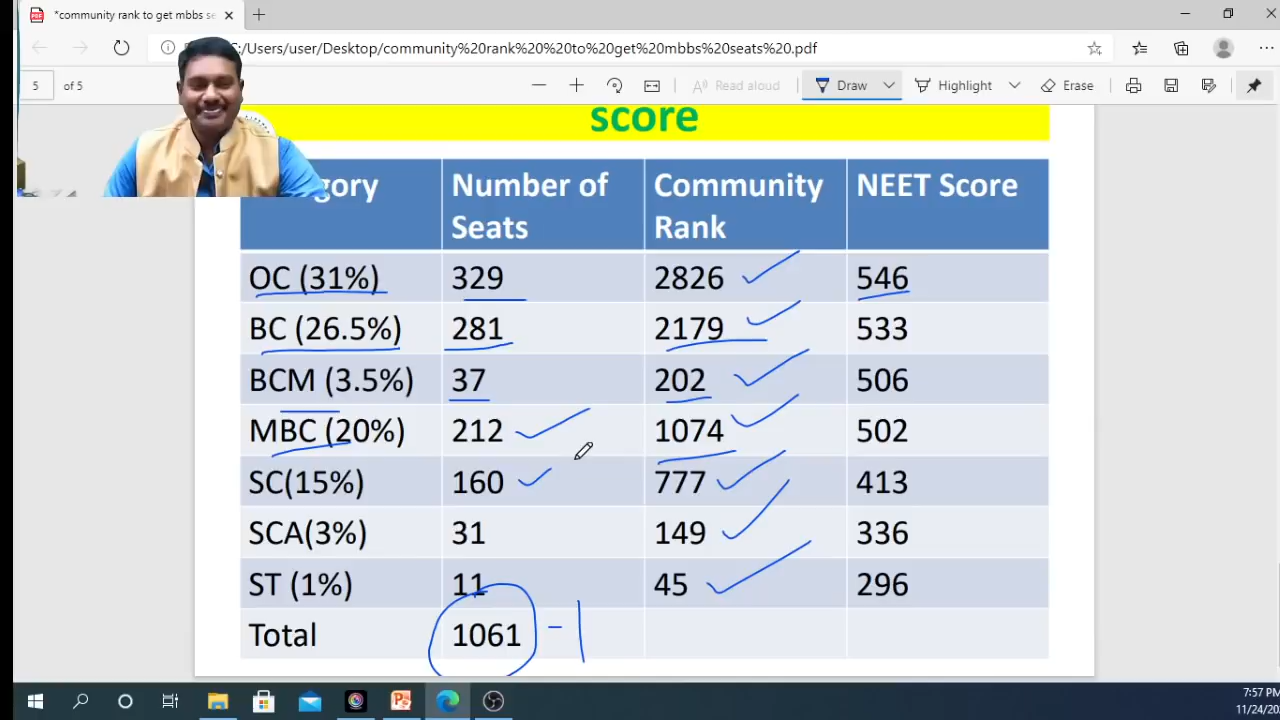 *community rank to get mbbs se
C:/Users/user/Desktop/community%20rank%20%20to%20get%20mbbs%20seats%20.pdf
5 of 5
Read aloud
Draw
Highlight
Erase
score
gory Number of Seats Community Rank NEET Score
OC (31%) 329 2826 546
BC (26.5%) 281 2179 533
BCM (3.5%) 37 202 506
MBC (20%) 212 1074 502
SC(15%) 160 777 413
SCA(3%) 31 149 336
ST (1%) 11 45 296
Total 1061 - 1
7:57 PM
11/24/20